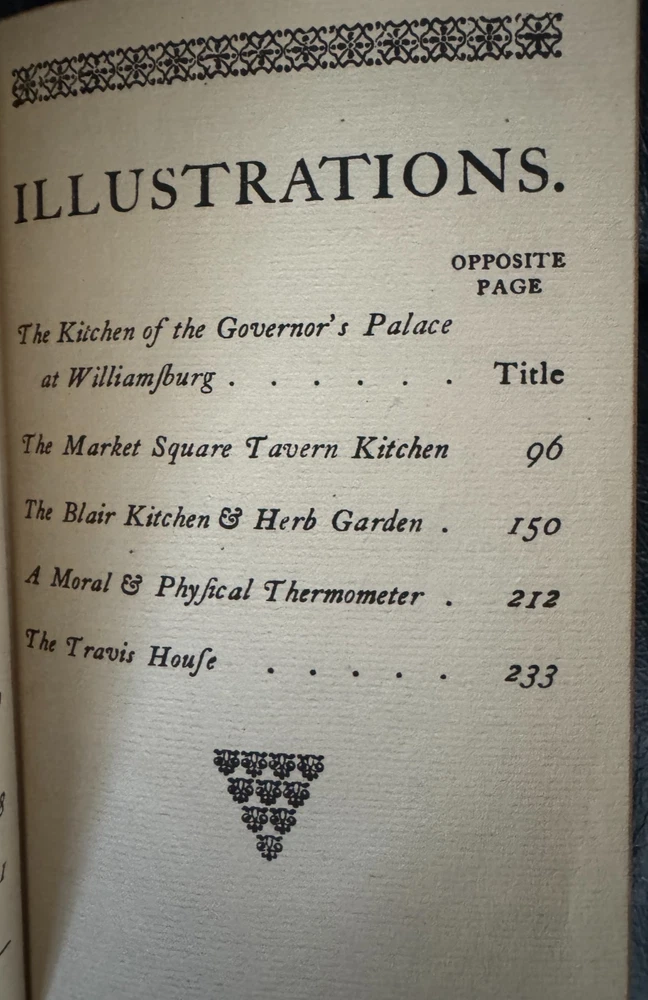 ILLUSTRATIONS.
OPPOSITE
PAGE
The Kitchen of the Governor's Palace
at Williamſburg . . . . . . Title
The Market Square Tavern Kitchen 96
The Blair Kitchen & Herb Garden . 150
A Moral & Phyſical Thermometer . 212
The Travis Houſe . . . . . 233